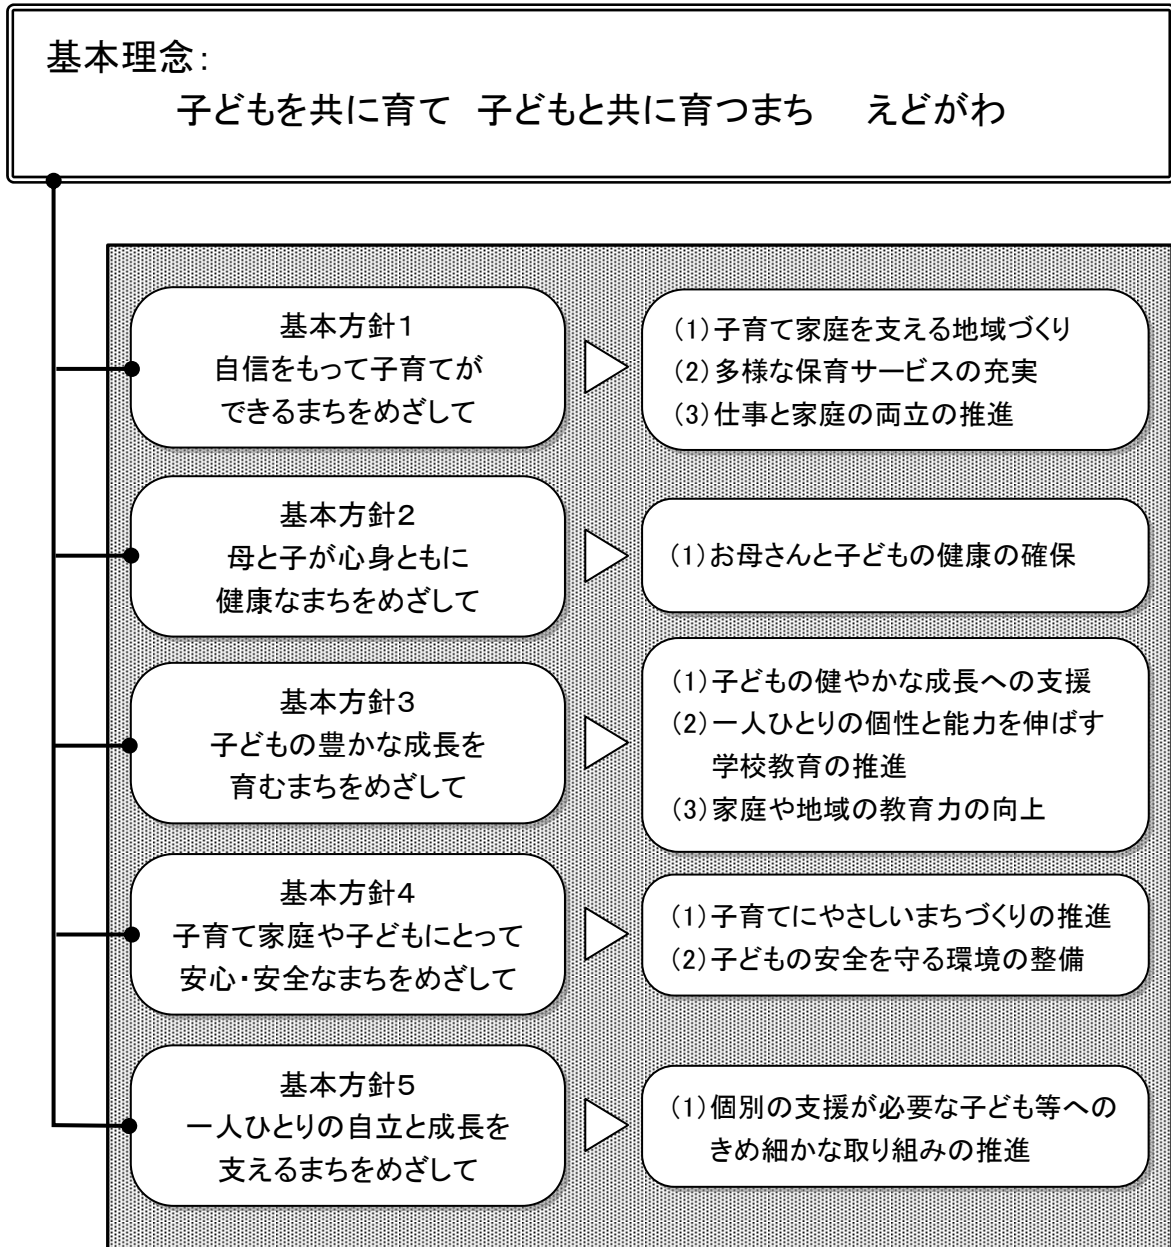 基本理念：
子どもを共に育て 子どもと共に育つまち　えどがわ
基本方針１
自信をもって子育てが
できるまちをめざして
(1)子育て家庭を支える地域づくり
(2)多様な保育サービスの充実
(3)仕事と家庭の両立の推進
基本方針２
母と子が心身ともに
健康なまちをめざして
(1)お母さんと子どもの健康の確保
基本方針３
子どもの豊かな成長を
育むまちをめざして
(1)子どもの健やかな成長への支援
(2)一人ひとりの個性と能力を伸ばす
学校教育の推進
(3)家庭や地域の教育力の向上
基本方針４
子育て家庭や子どもにとって
安心・安全なまちをめざして
(1)子育てにやさしいまちづくりの推進
(2)子どもの安全を守る環境の整備
基本方針５
一人ひとりの自立と成長を
支えるまちをめざして
(1)個別の支援が必要な子ども等への
きめ細かな取り組みの推進